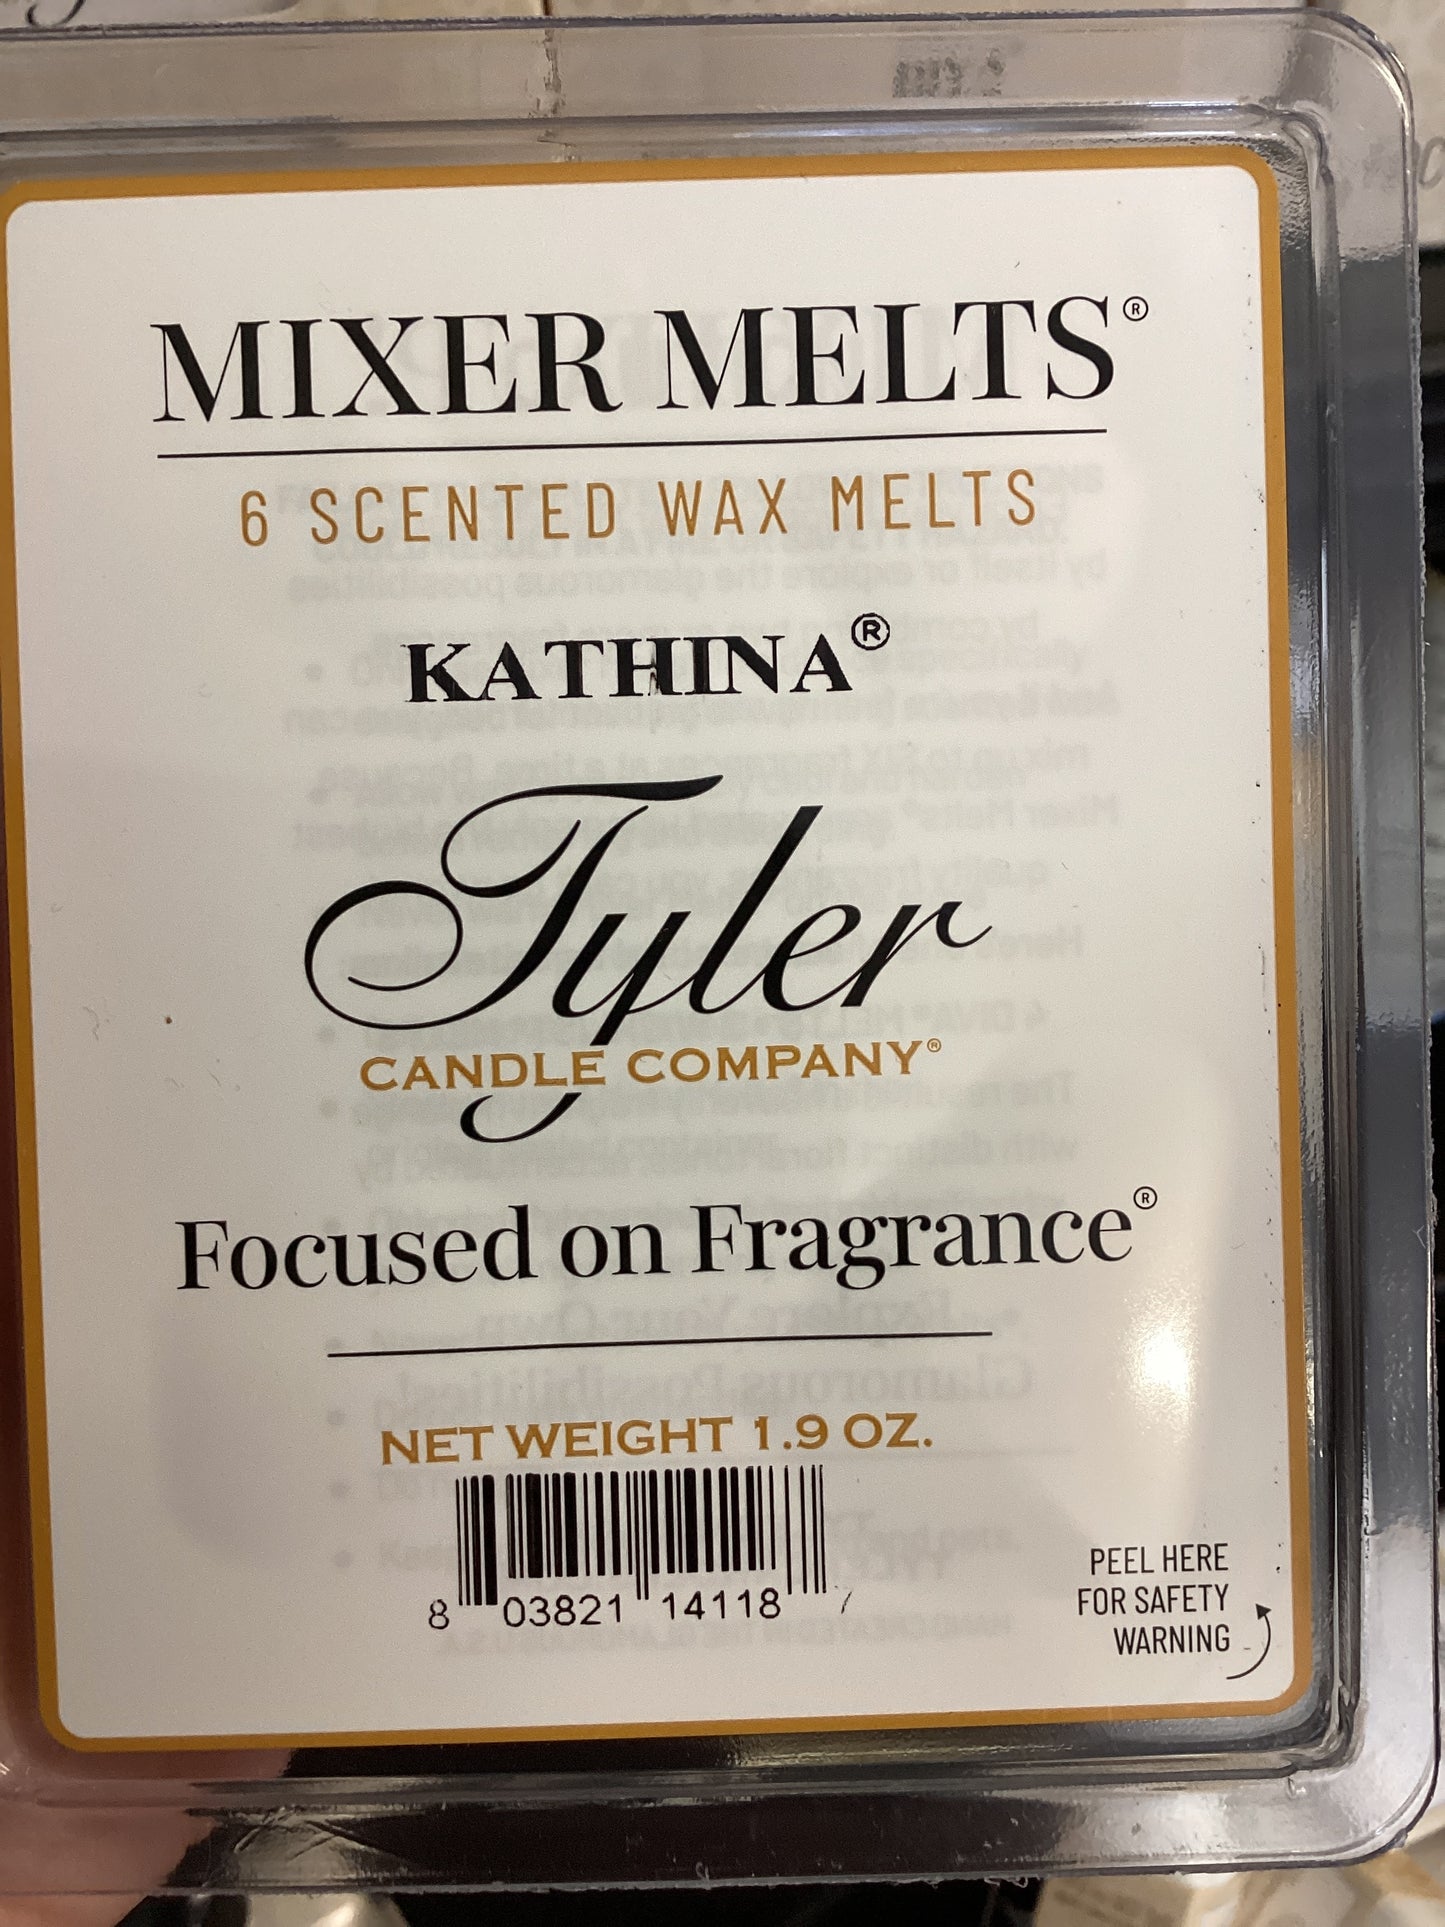 MIXER MELTS®
6 SCENTED WAX MELTS
KATHINA®
Tyler
CANDLE COMPANY®
Focused on Fragrance®
NET WEIGHT 1.9 OZ.
8 03821 14118
PEEL HERE
FOR SAFETY
WARNING